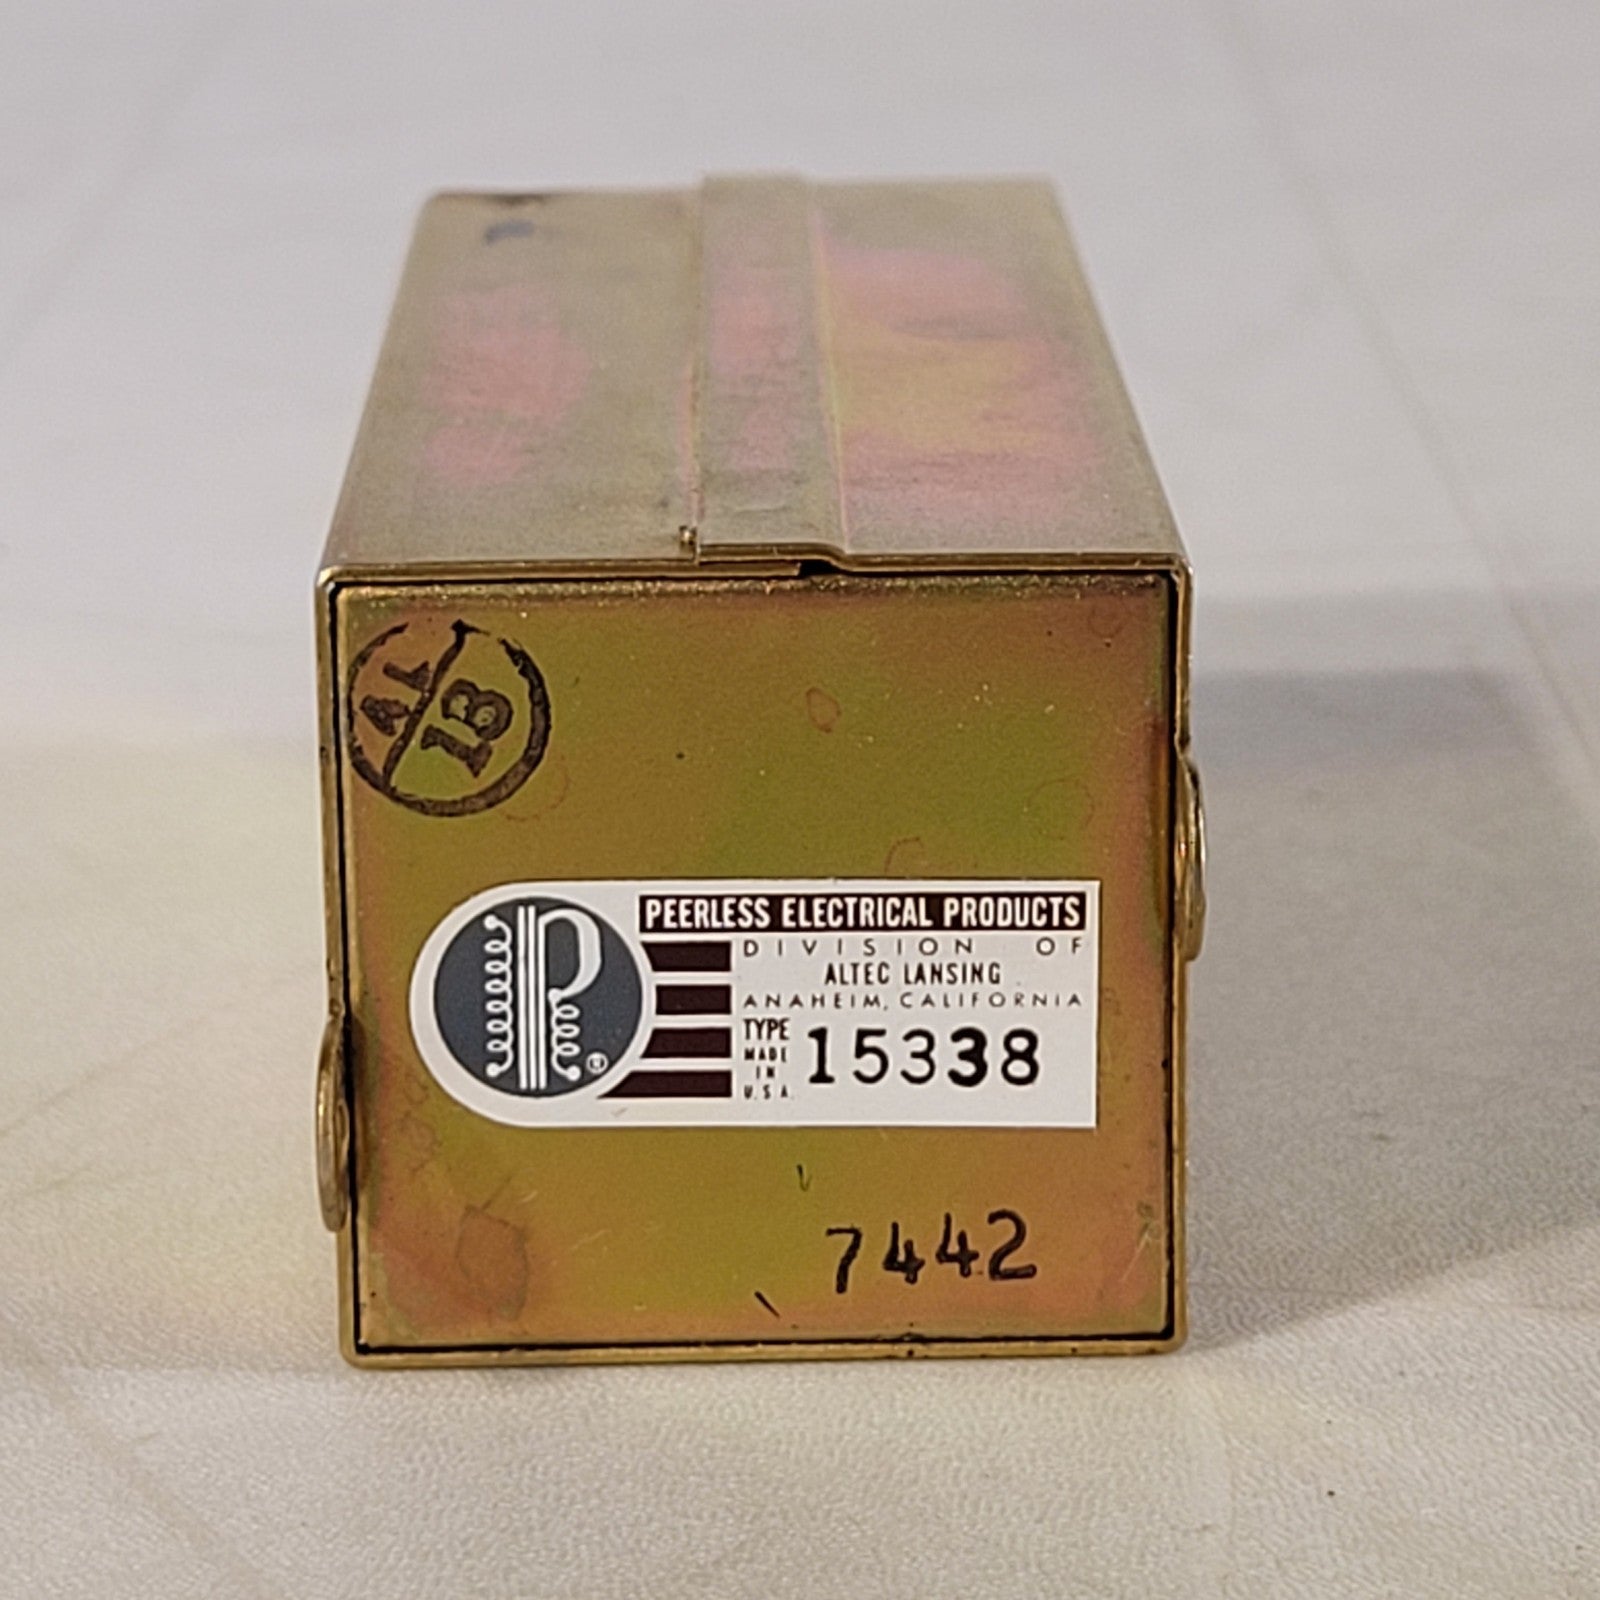 AL
13
PEERLESS ELECTRICAL PRODUCTS
DIVISION OF
ALTEC LANSING
ANAHEIM, CALIFORNIA
TYPE
MADE
IN
U.S.A.
15338
®
7442